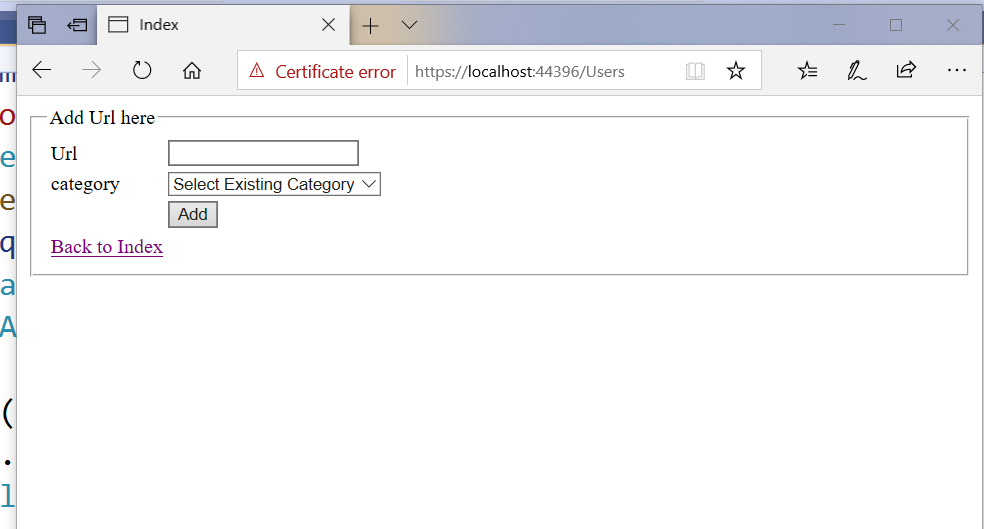 Index
Certificate error https://localhost:44396/Users
Add Url here
Url
category Select Existing Category
Add
Back to Index
o
e
e
q
a
A
(
.
l